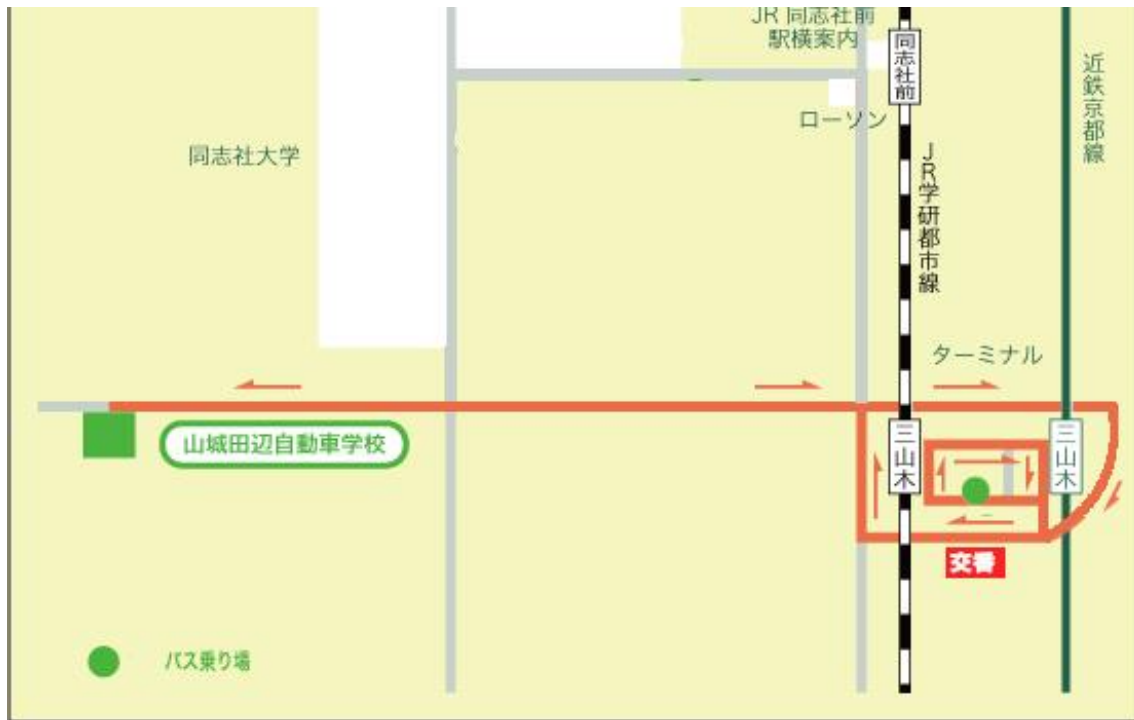 JR 同志社前
駅横案内
同志社前
近鉄京都線
ローソン
同志社大学
JR学研都市線
ターミナル
山城田辺自動車学校
三山木
三山木
交番
バス乗り場